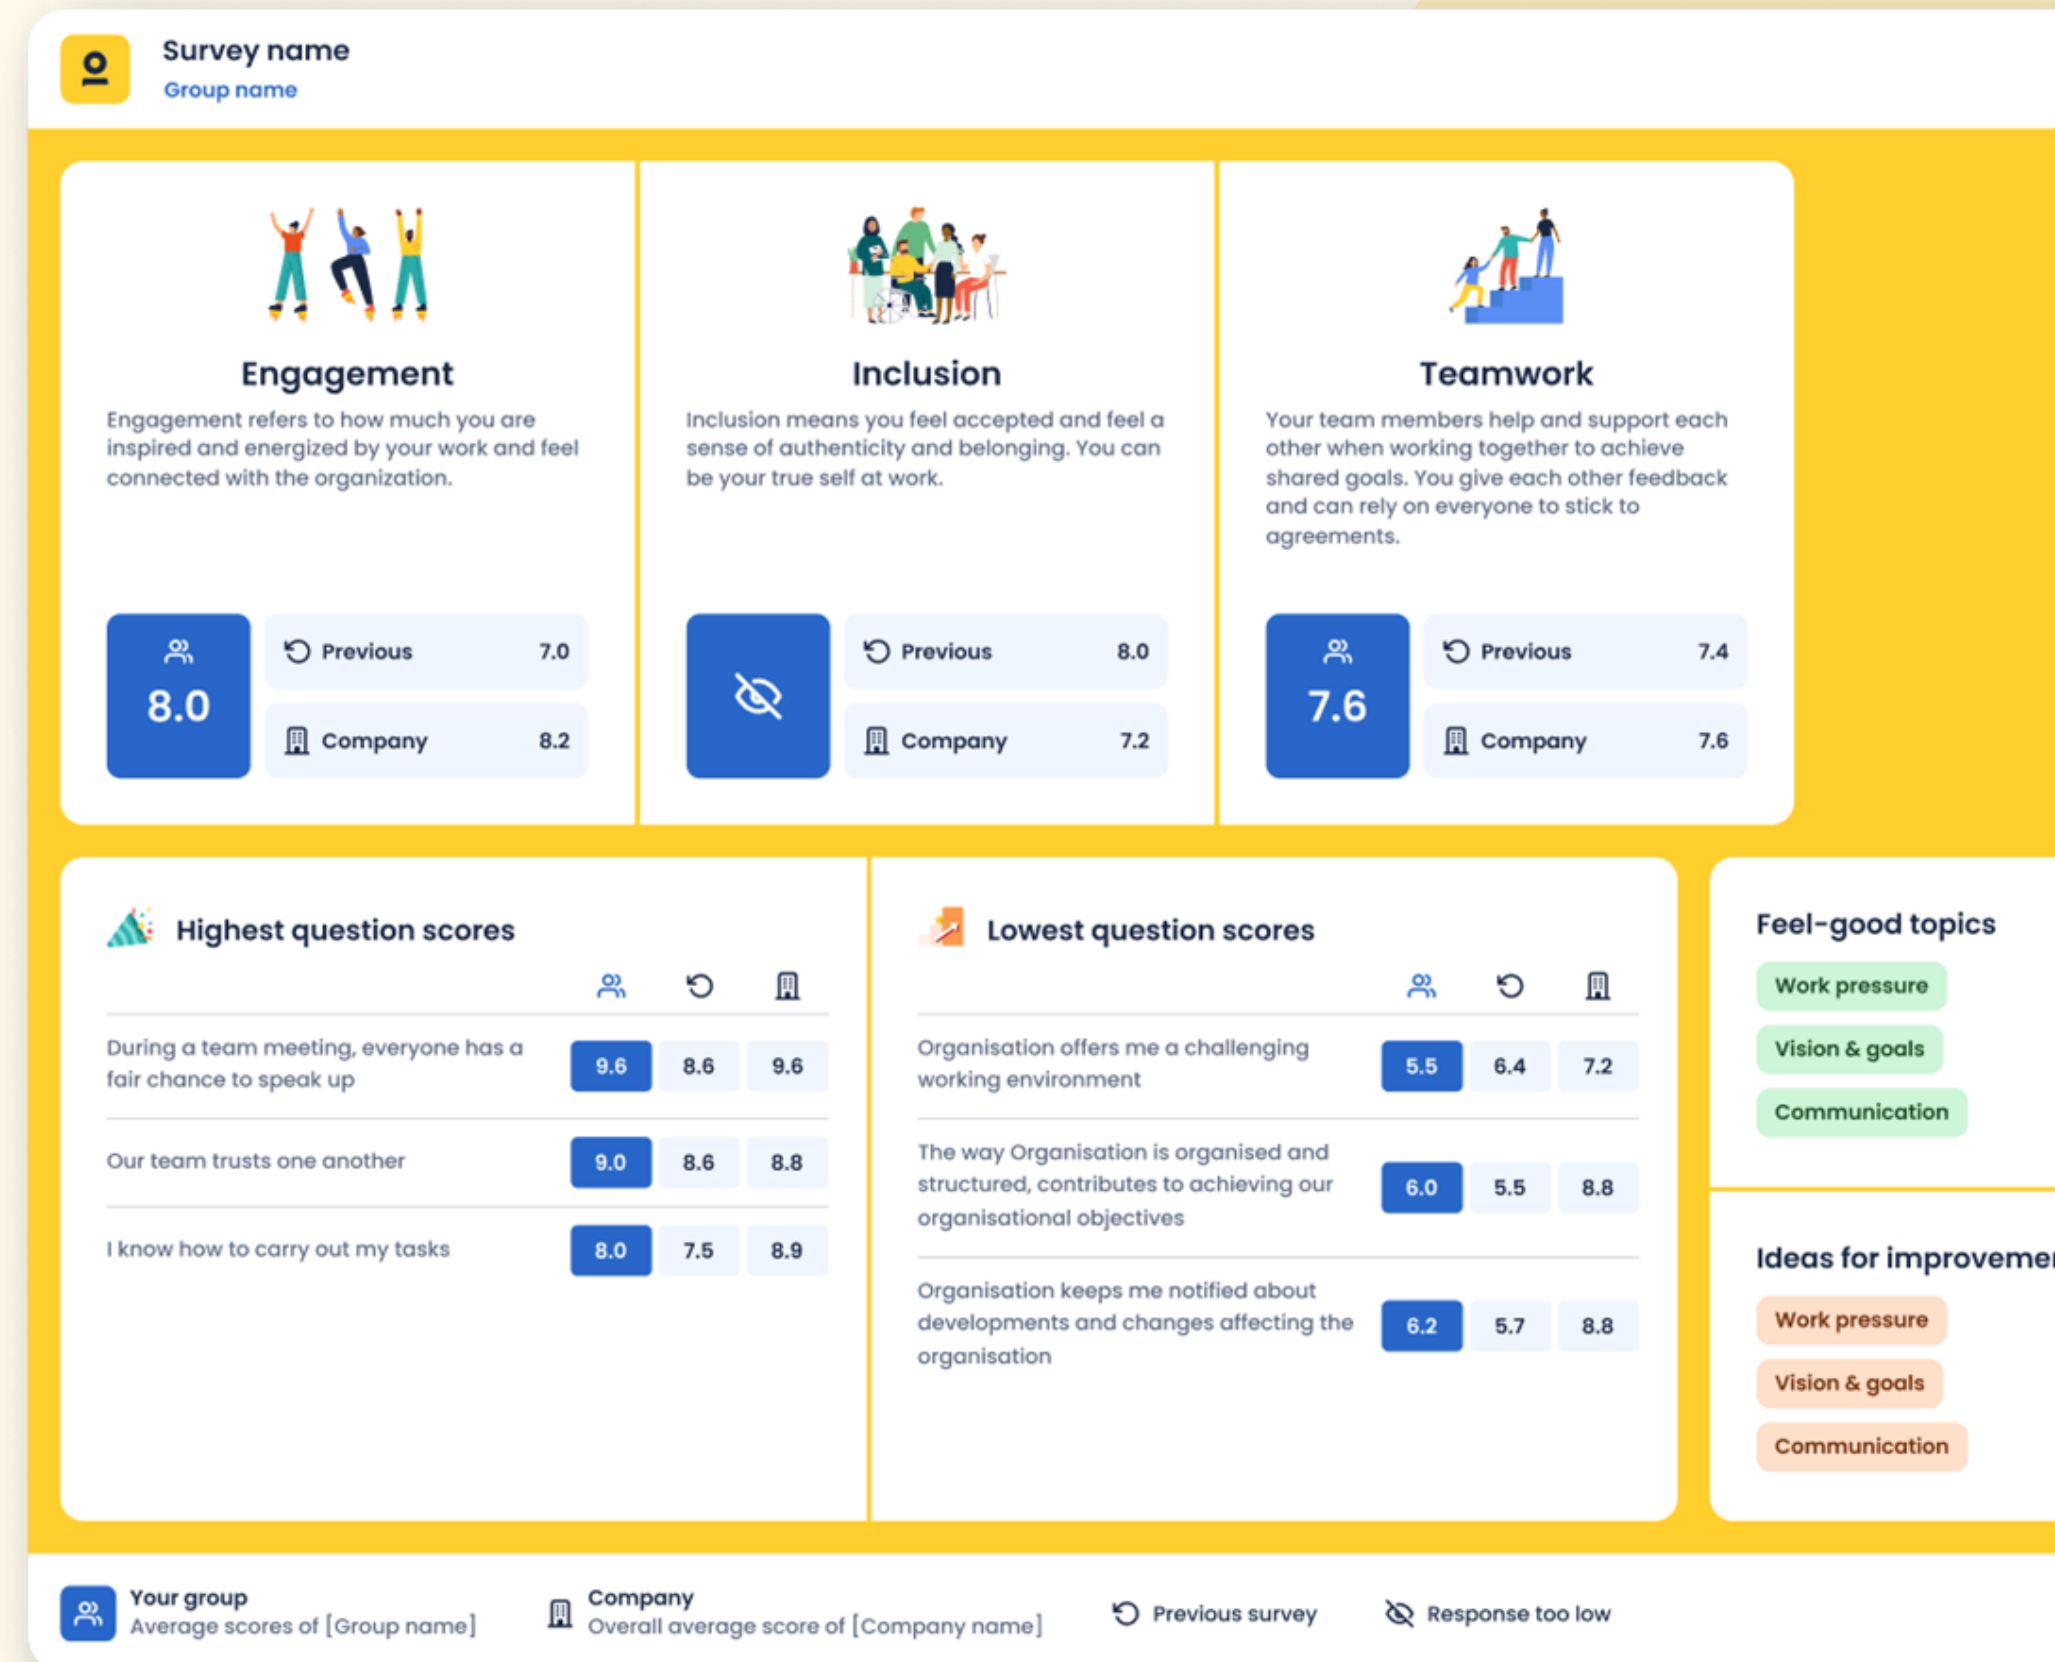 Survey name
Group name
Engagement
Engagement refers to how much you are
inspired and energized by your work and feel
connected with the organization.
8.0
Previous 7.0
Company 8.2
Inclusion
Inclusion means you feel accepted and feel a
sense of authenticity and belonging. You can
be your true self at work.
Previous 8.0
Company 7.2
Teamwork
Your team members help and support each
other when working together to achieve
shared goals. You give each other feedback
and can rely on everyone to stick to
agreements.
7.6
Previous 7.4
Company 7.6
Highest question scores
During a team meeting, everyone has a
fair chance to speak up
9.6 8.6 9.6
Our team trusts one another 9.0 8.6 8.8
I know how to carry out my tasks 8.0 7.5 8.9
Lowest question scores
Organisation offers me a challenging
working environment
5.5 6.4 7.2
The way Organisation is organised and
structured, contributes to achieving our
organisational objectives
6.0 5.5 8.8
Organisation keeps me notified about
developments and changes affecting the
organisation
6.2 5.7 8.8
Feel-good topics
Work pressure
Vision & goals
Communication
Ideas for
Work pressure
Vision & goals
Communication
Your group
Average scores of [Group name]
Company
Overall average score of [Company name]
Previous survey
Response too low